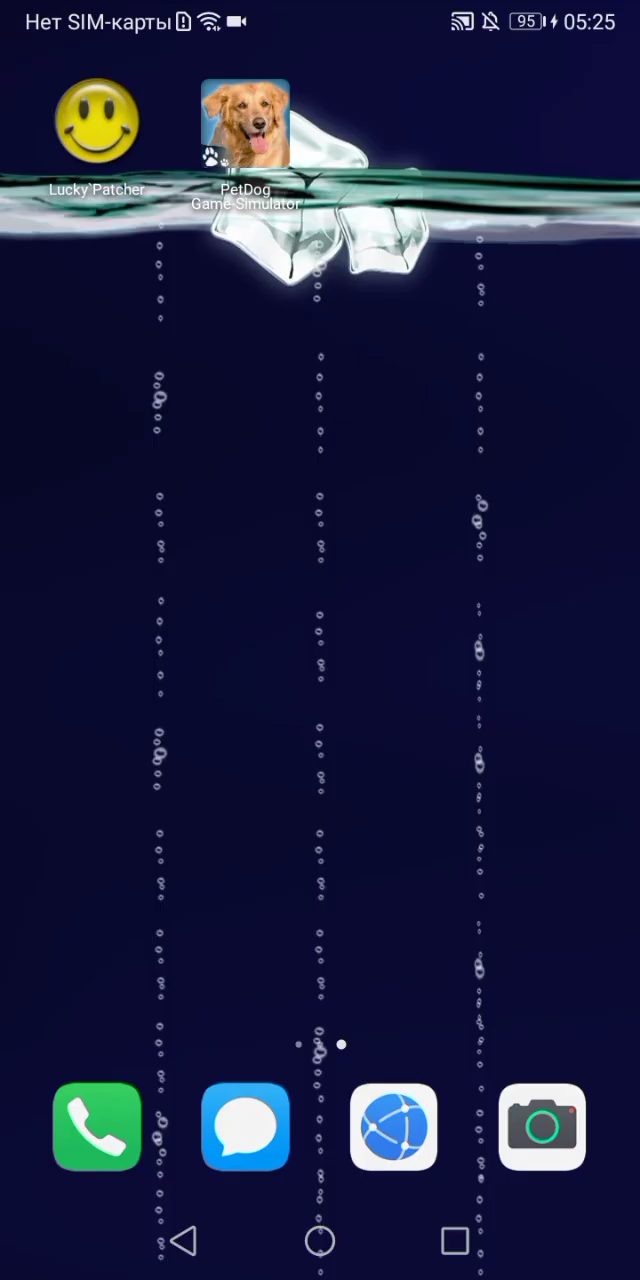 Нет SIM-карты
95
05:25
Lucky Patcher
PetDog
Game-Simulator